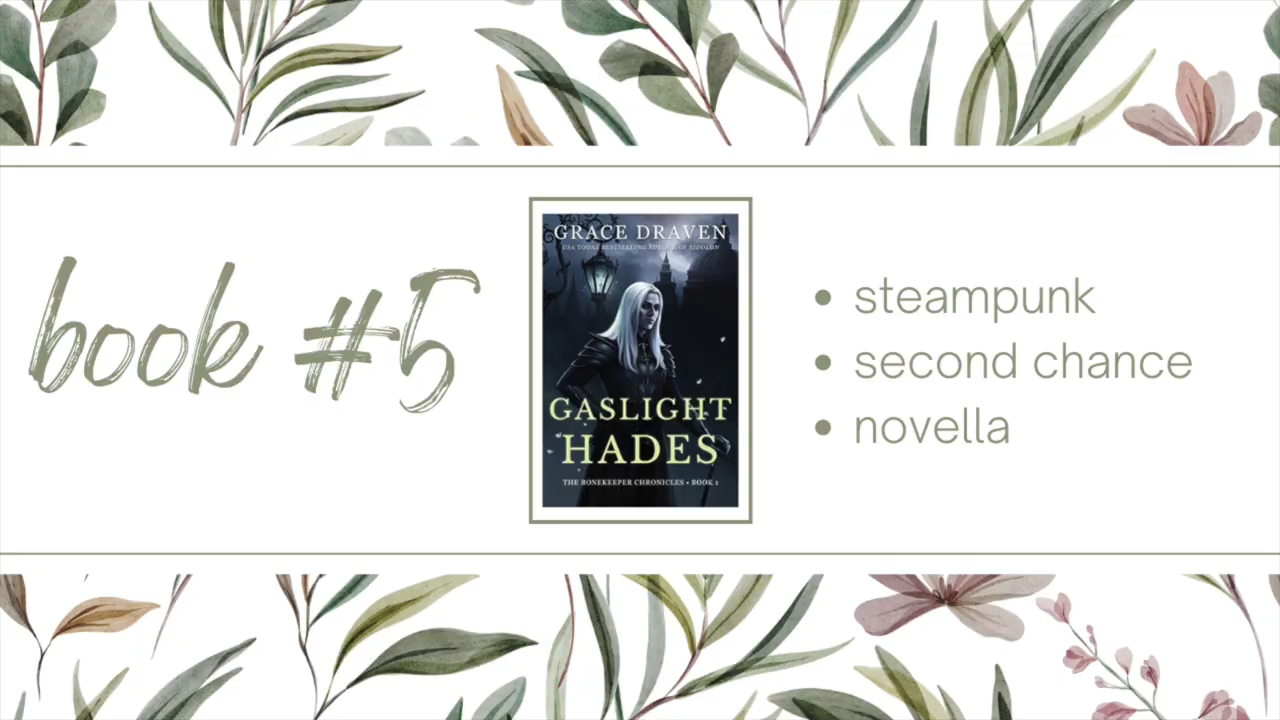 book #5
GRACE DRAVEN
USA TODAY BESTSELLING AUTHOR OF EIDOLON
GASLIGHT
HADES
THE BONEKEEPER CHRONICLES • BOOK 1
• steampunk
• second chance
• novella